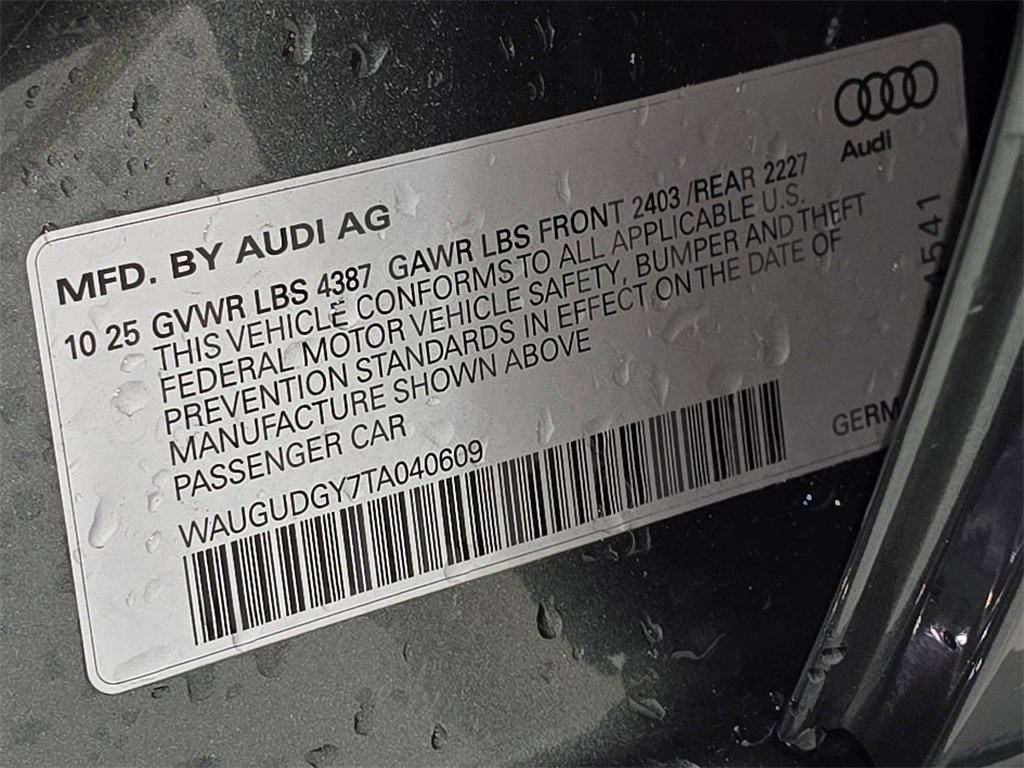 Audi
MFD. BY AUDI AG
10 25 GVWR LBS 4387 GAWR LBS FRONT 2403 /REAR 2227
THIS VEHICLE CONFORMS TO ALL APPLICABLE U.S.
FEDERAL MOTOR VEHICLE SAFETY, BUMPER AND THEFT
PREVENTION STANDARDS IN EFFECT ON THE DATE OF
MANUFACTURE SHOWN ABOVE
PASSENGER CAR
WAUGUDGY7TA040609
GERM
4541